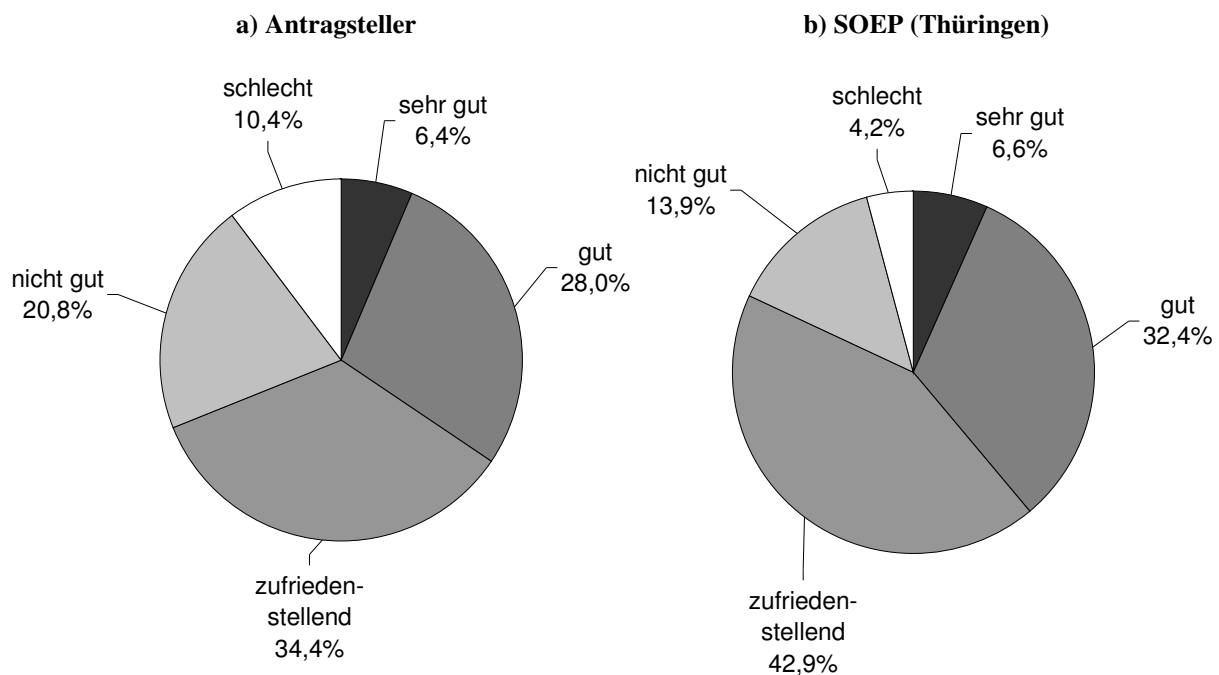 a) Antragsteller
schlecht
10,4%
sehr gut
6,4%
gut
28,0%
nicht gut
20,8%
zufrieden-
stellend
34,4%
b) SOEP (Thüringen)
schlecht
4,2%
sehr gut
6,6%
nicht gut
13,9%
gut
32,4%
zufrieden-
stellend
42,9%